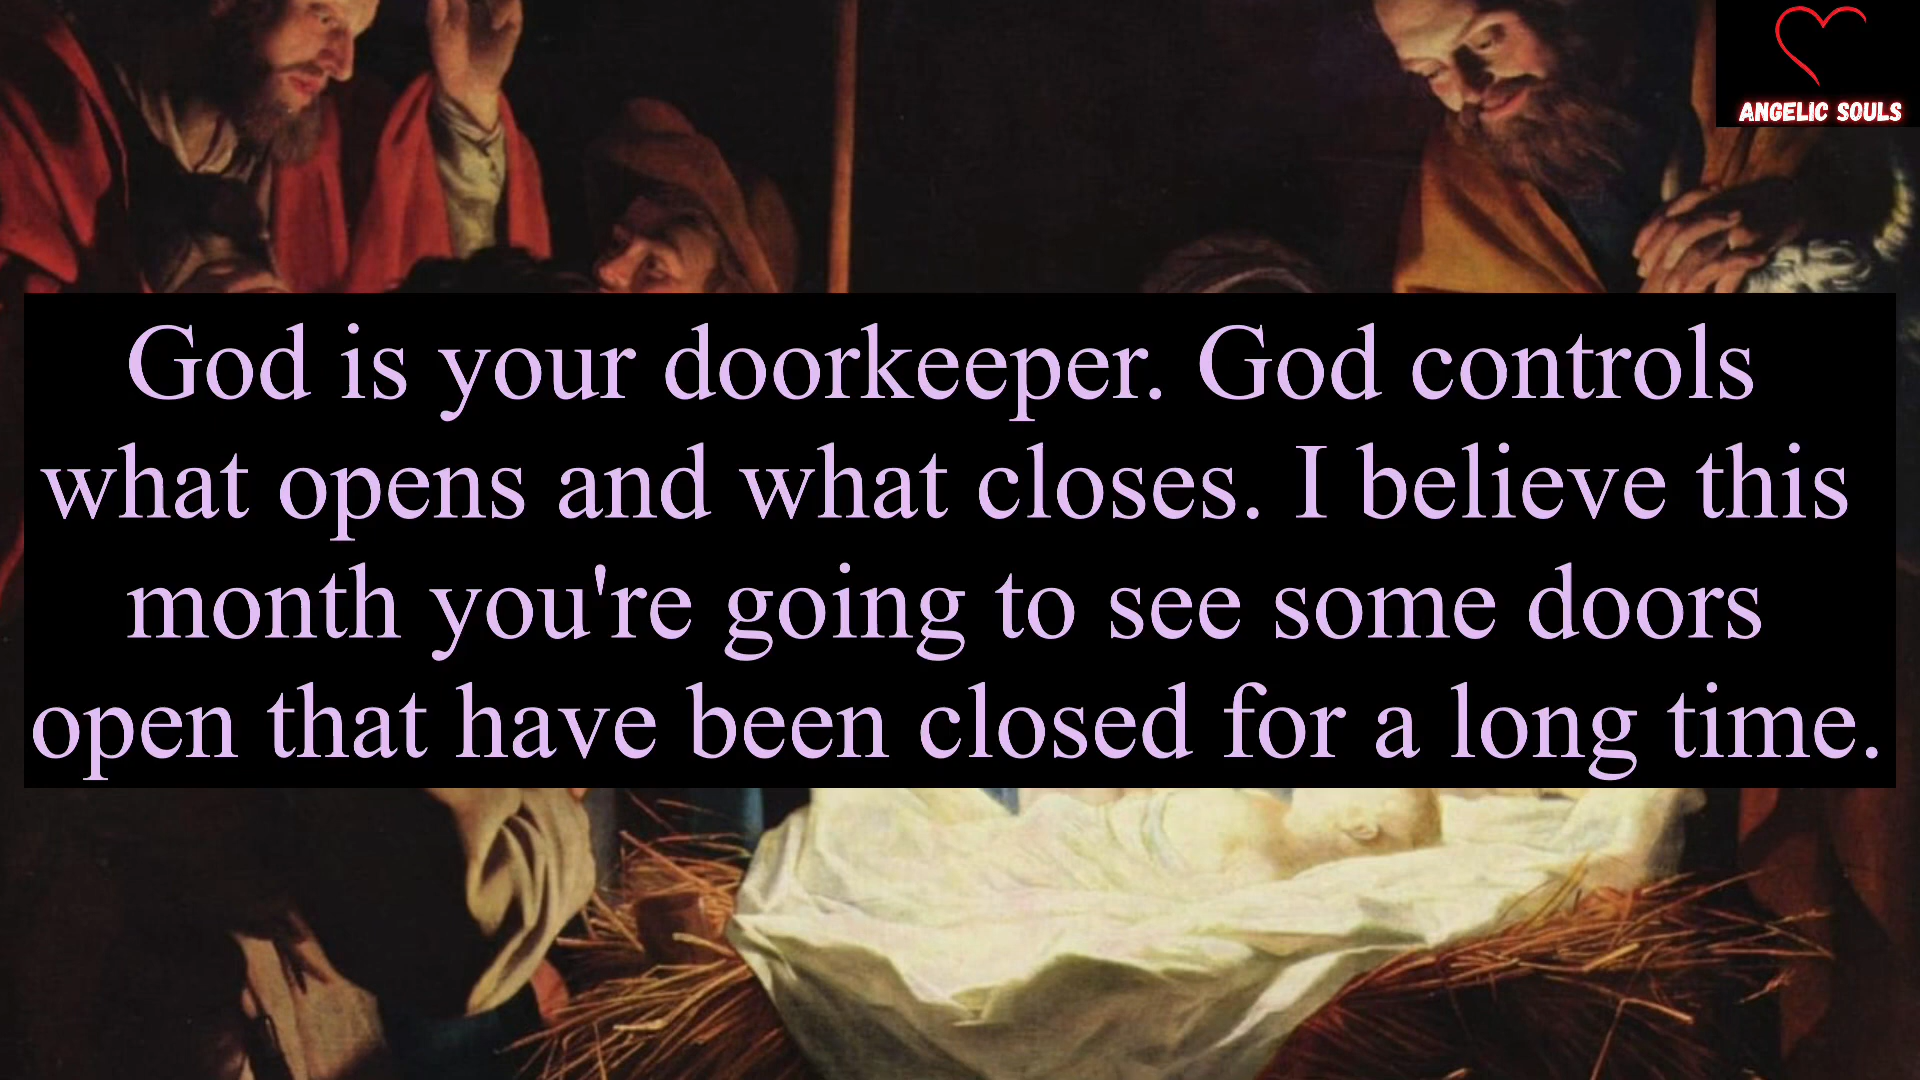 ANGELIC SOULS
God is your doorkeeper. God controls
what opens and what closes. I believe this
month you're going to see some doors
open that have been closed for a long time.